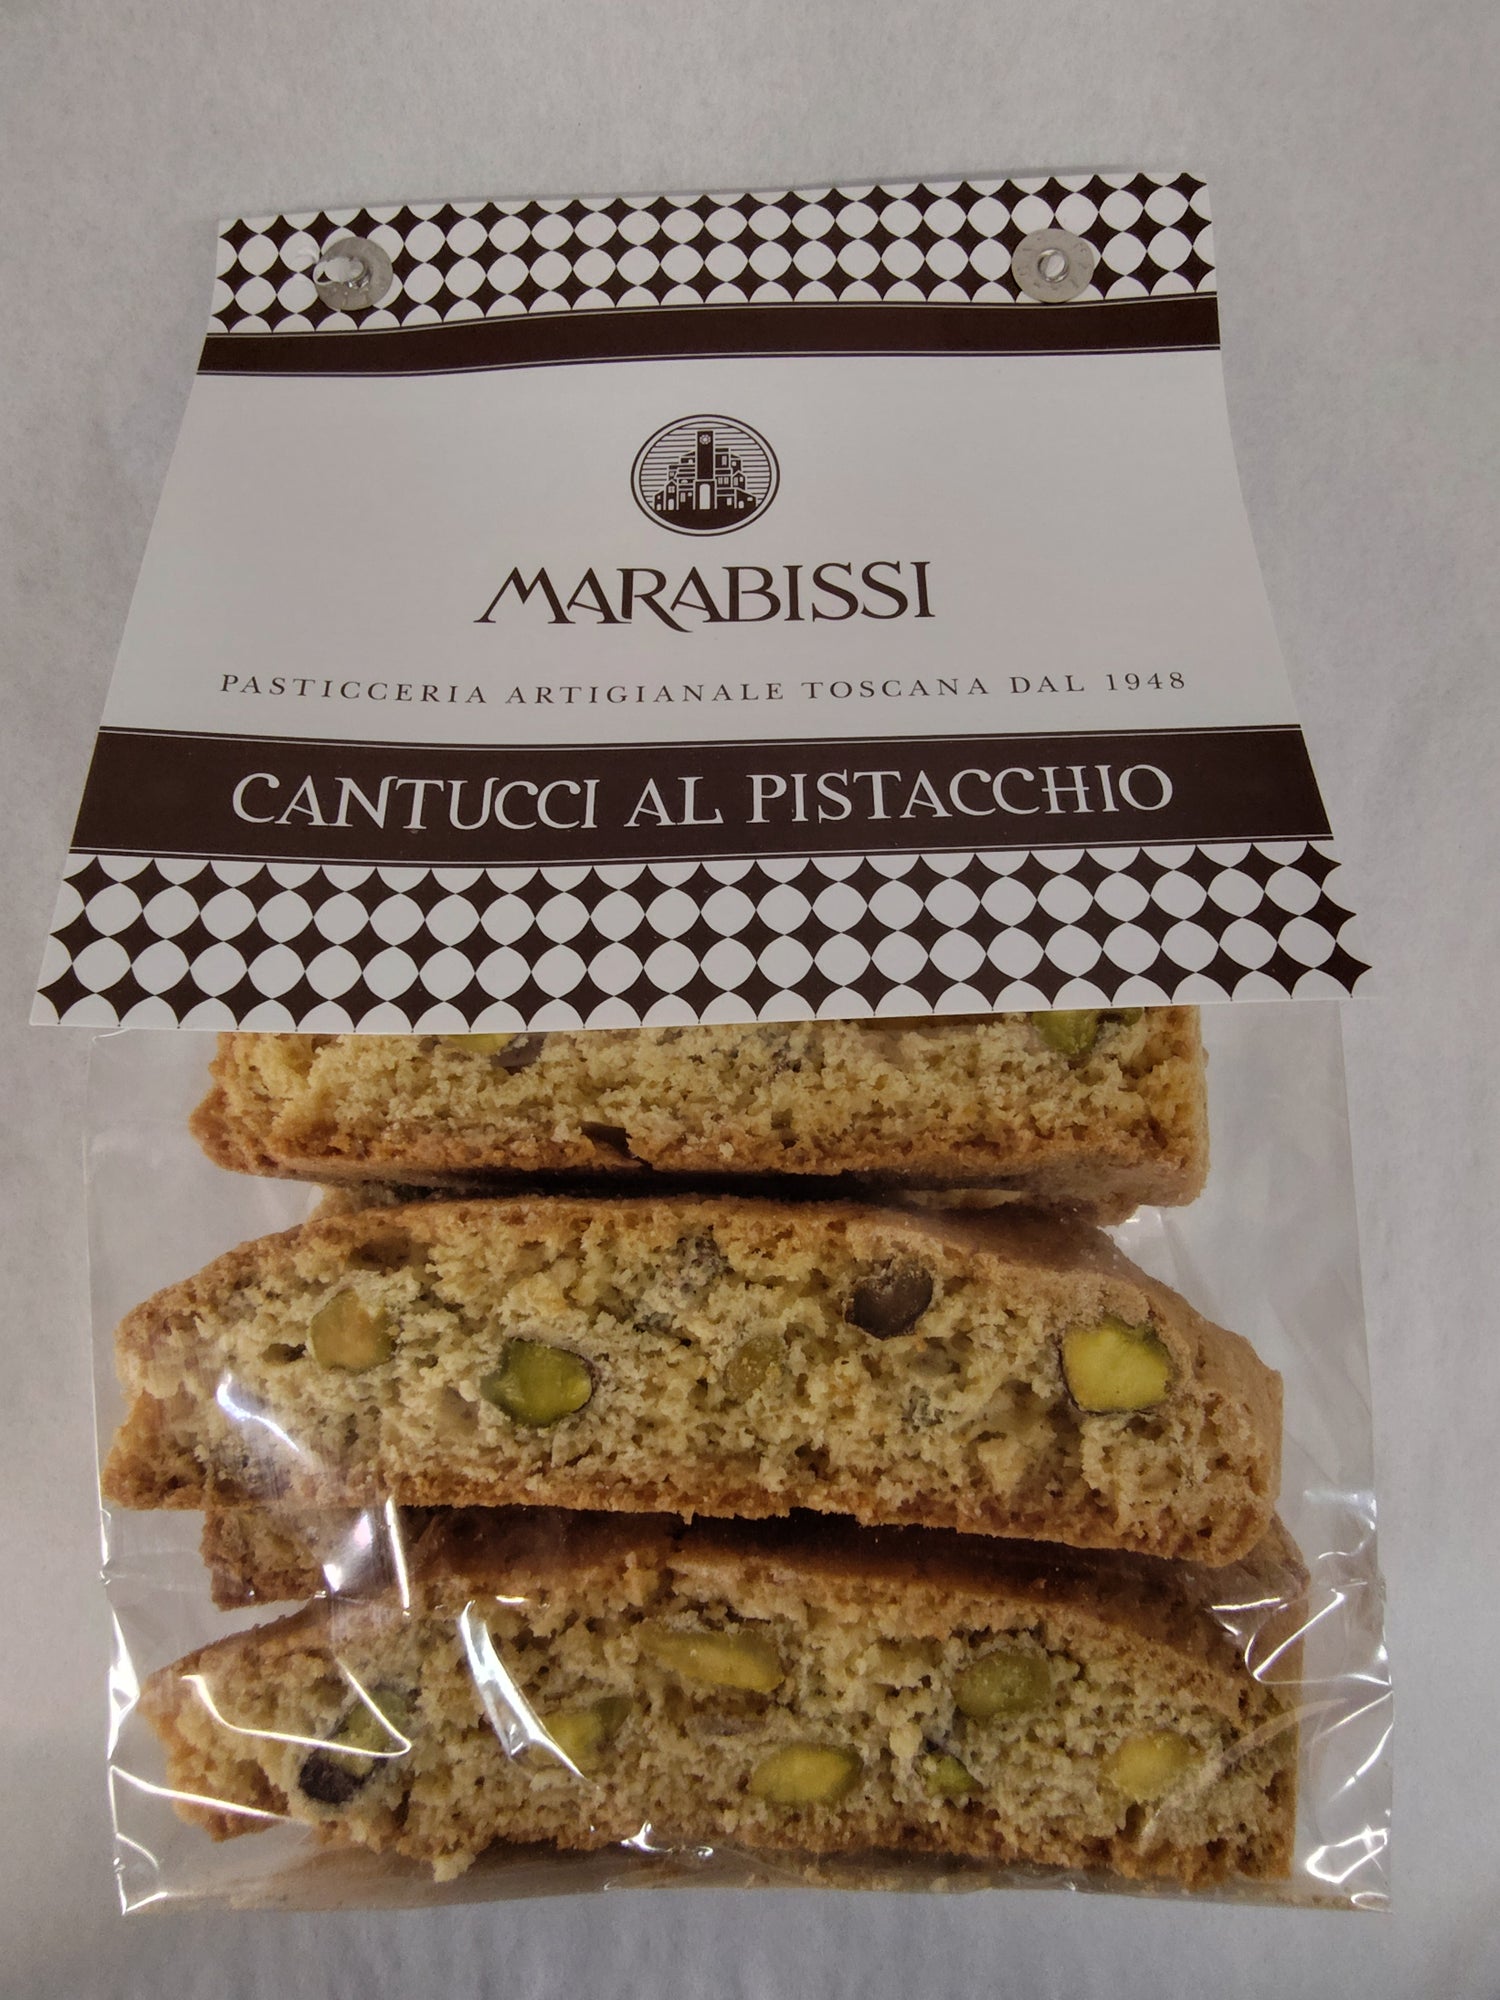 MARABISSI
PASTICCERIA ARTIGIANALE TOSCANA DAL 1948
CANTUCCI AL PISTACCHIO